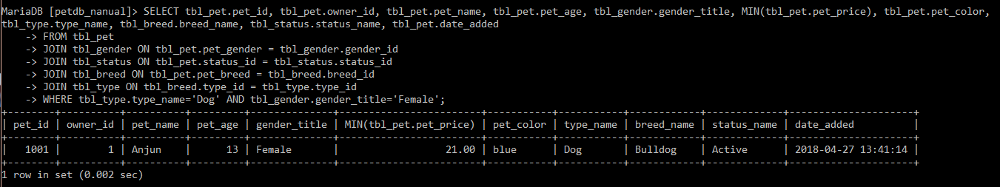 MariaDB [petdb_nanual]> SELECT tbl_pet.pet_id, tbl_pet.owner_id, tbl_pet.pet_name, tbl_pet.pet_age, tbl_gender.gender_title, MIN(tbl_pet.pet_price), tbl_pet.pet_color,
tbl_type.type_name, tbl_breed.breed_name, tbl_status.status_name, tbl_pet.date_added
    -> FROM tbl_pet
    -> JOIN tbl_gender ON tbl_pet.pet_gender = tbl_gender.gender_id
    -> JOIN tbl_status ON tbl_pet.status_id = tbl_status.status_id
    -> JOIN tbl_breed ON tbl_pet.pet_breed = tbl_breed.breed_id
    -> JOIN tbl_type ON tbl_breed.type_id = tbl_type.type_id
    -> WHERE tbl_type.type_name='Dog' AND tbl_gender.gender_title='Female';
+--------+----------+----------+---------+--------------+------------------------+-----------+-----------+------------+-------------+---------------------+
| pet_id | owner_id | pet_name | pet_age | gender_title | MIN(tbl_pet.pet_price) | pet_color | type_name | breed_name | status_name | date_added          |
+--------+----------+----------+---------+--------------+------------------------+-----------+-----------+------------+-------------+---------------------+
|   1001 |        1 | Anjun    |      13 | Female       |                  21.00 | blue      | Dog       | Bulldog    | Active      | 2018-04-27 13:41:14 |
+--------+----------+----------+---------+--------------+------------------------+-----------+-----------+------------+-------------+---------------------+
1 row in set (0.002 sec)